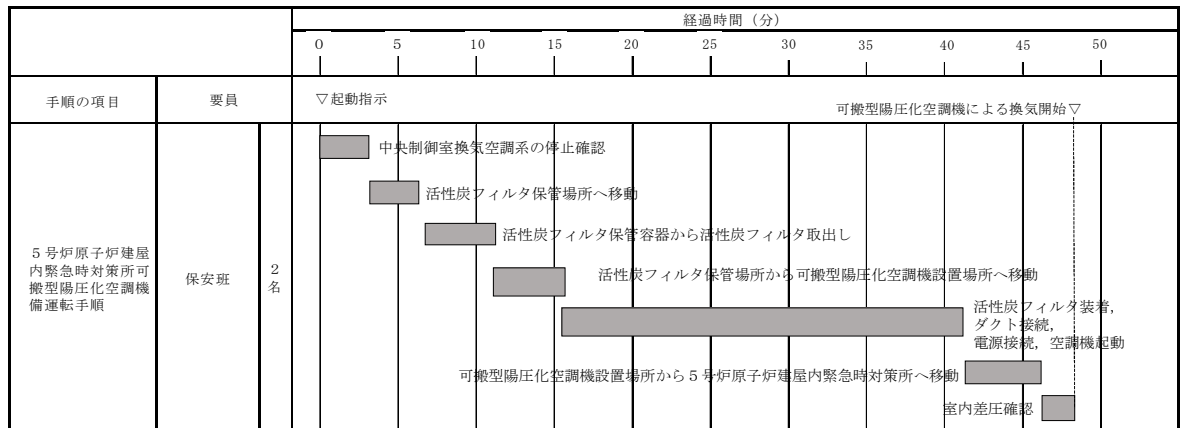 経過時間（分）
0 5 10 15 20 25 30 35 40 45 50
手順の項目 要員
▽起動指示
可搬型陽圧化空調機による換気開始▽
5号炉原子炉建屋
内緊急時対策所可
搬型陽圧化空調機
備運転手順
保安班
2
名
中央制御室換気空調系の停止確認
活性炭フィルタ保管場所へ移動
活性炭フィルタ保管容器から活性炭フィルタ取出し
活性炭フィルタ保管場所から可搬型陽圧化空調機設置場所へ移動
活性炭フィルタ装着，
ダクト接続，
電源接続，空調機起動
可搬型陽圧化空調機設置場所から5号炉原子炉建屋内緊急時対策所へ移動
室内差圧確認